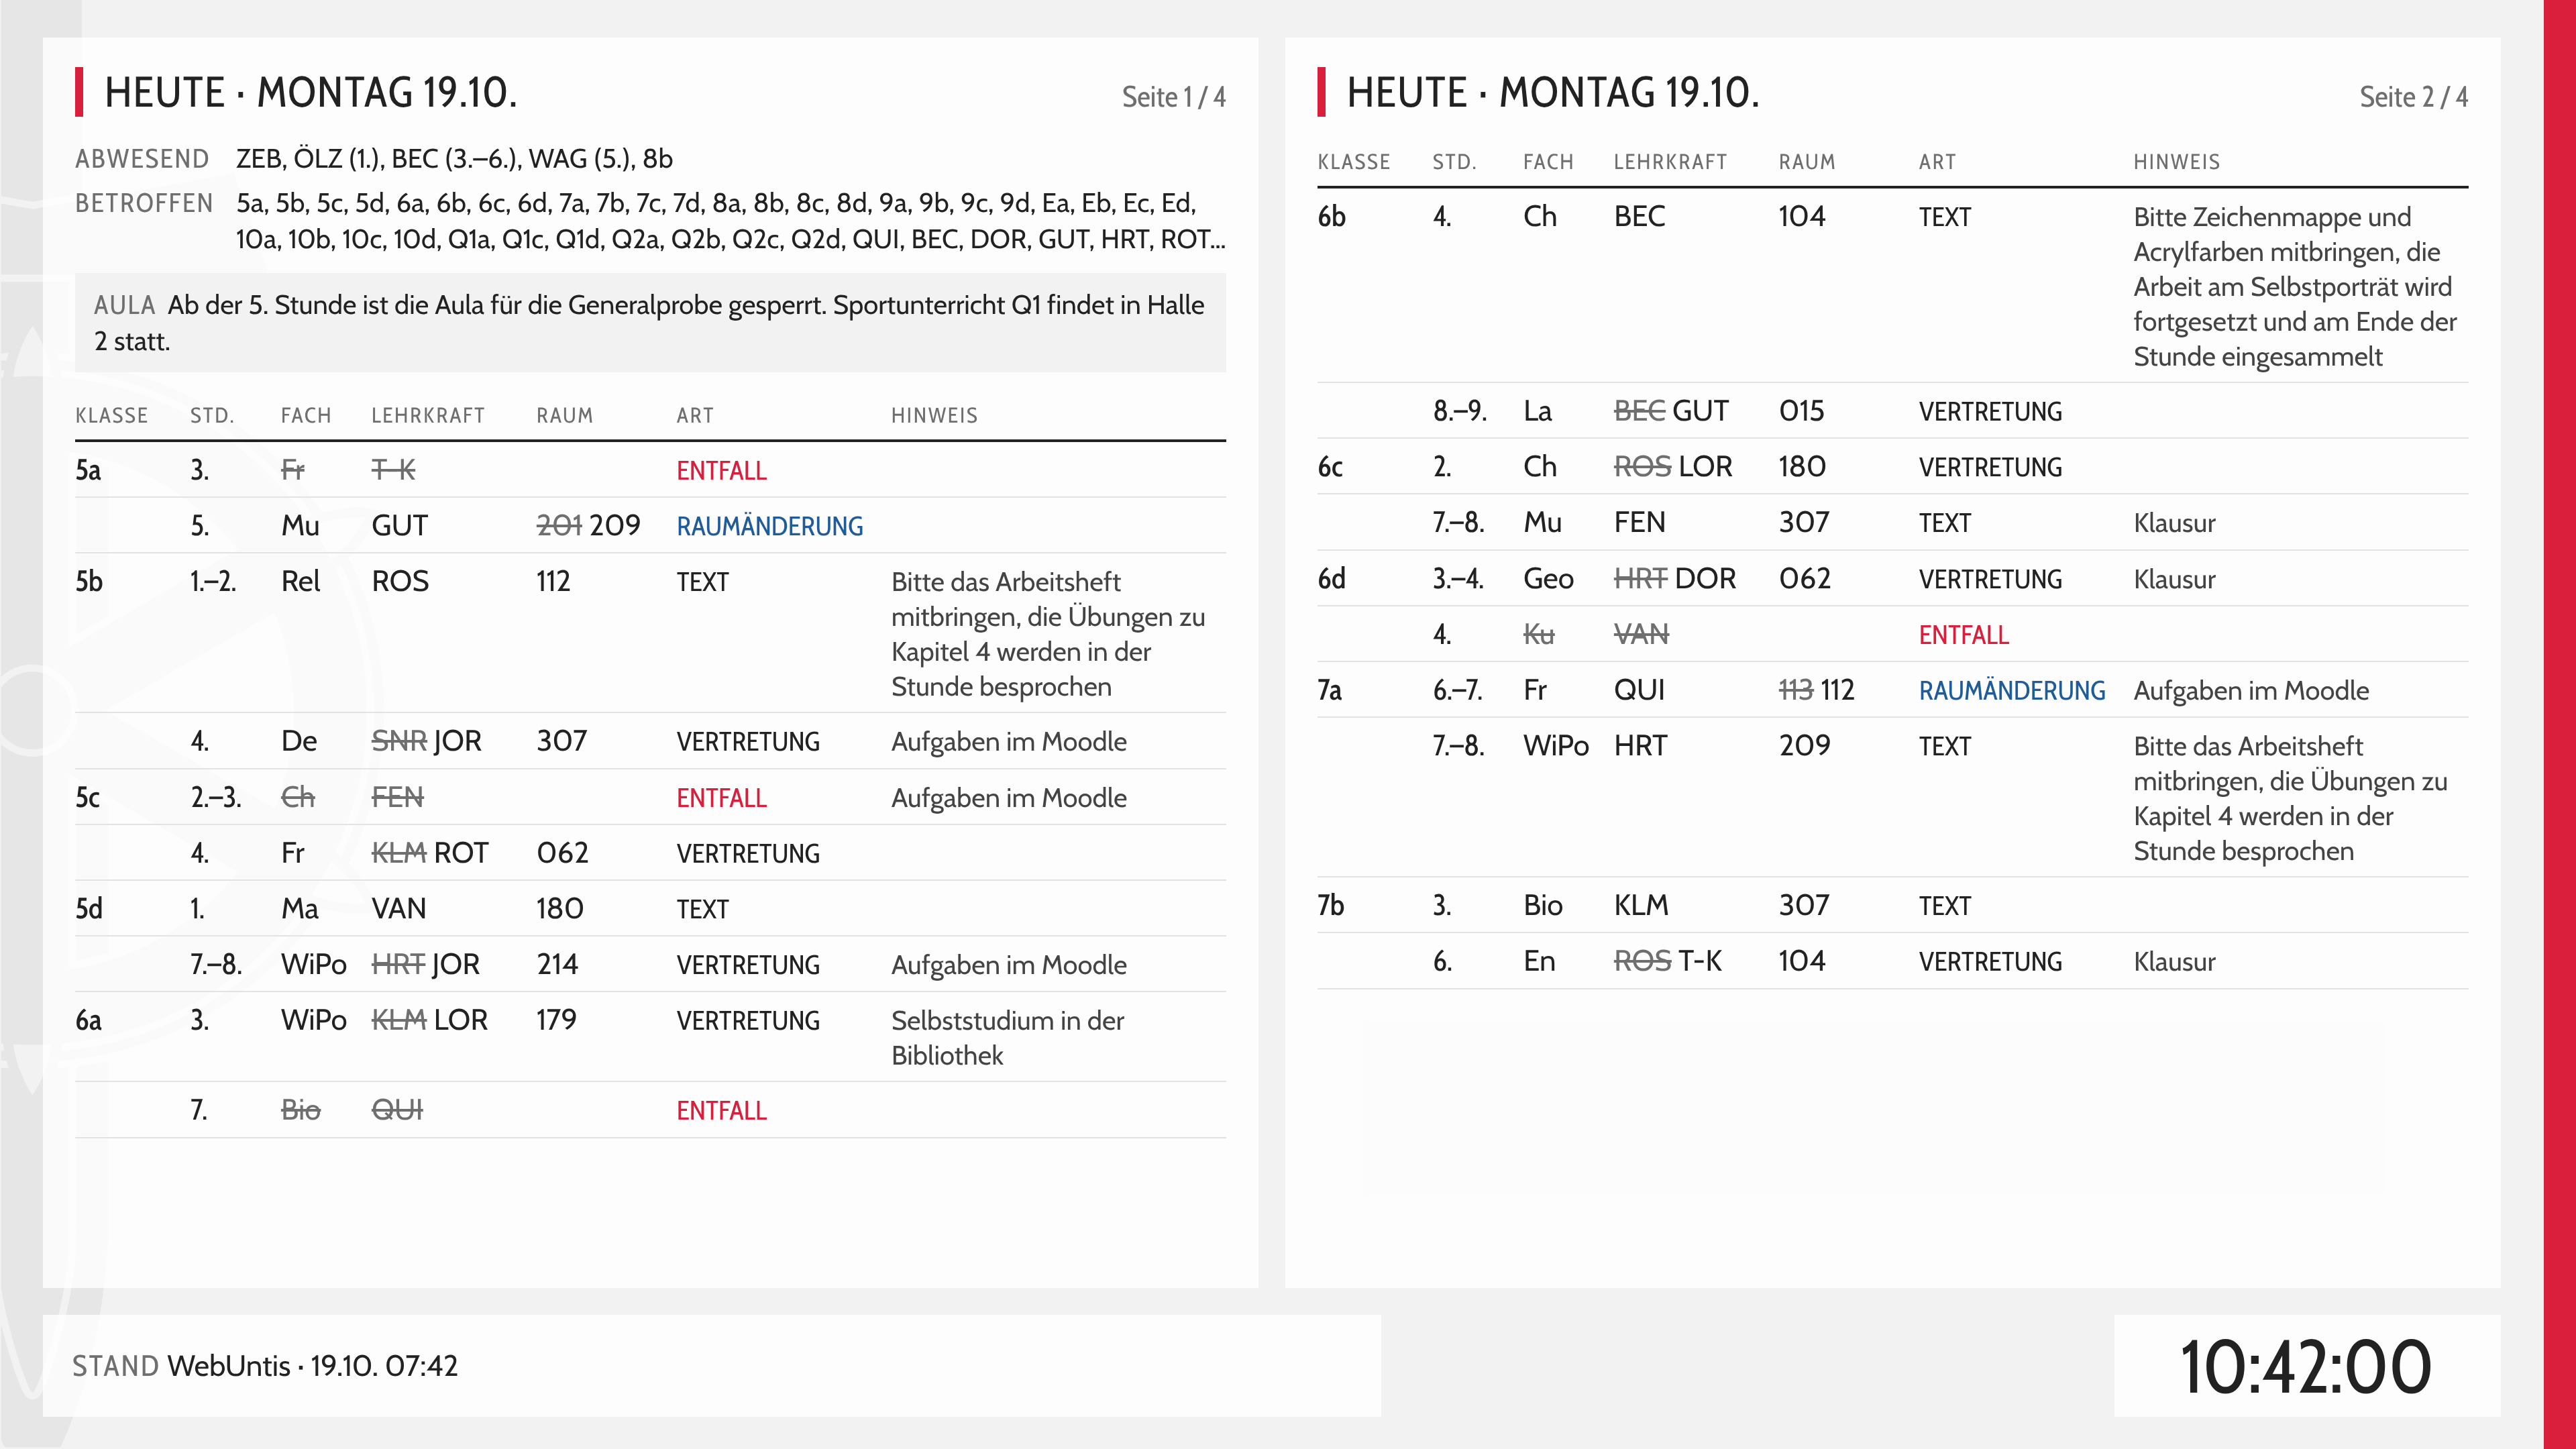 HEUTE · MONTAG 19.10.
Seite 1 / 4
ABWESEND ZEB, ÖLZ (1.), BEC (3.–6.), WAG (5.), 8b
BETROFFEN 5a, 5b, 5c, 5d, 6a, 6b, 6c, 6d, 7a, 7b, 7c, 7d, 8a, 8b, 8c, 8d, 9a, 9b, 9c, 9d, Ea, Eb, Ec, Ed,
10a, 10b, 10c, 10d, Q1a, Q1c, Q1d, Q2a, Q2b, Q2c, Q2d, QUI, BEC, DOR, GUT, HRT, ROT...
AULA Ab der 5. Stunde ist die Aula für die Generalprobe gesperrt. Sportunterricht Q1 findet in Halle
2 statt.
KLASSE STD. FACH LEHRKRAFT RAUM ART HINWEIS
5a 3. Fr T-K ENTFALL
5. Mu GUT 201 209 RAUMÄNDERUNG
5b 1.–2. Rel ROS 112 TEXT Bitte das Arbeitsheft
mitbringen, die Übungen zu
Kapitel 4 werden in der
Stunde besprochen
4. De SNR JOR 307 VERTRETUNG Aufgaben im Moodle
5c 2.–3. Ch FEN ENTFALL Aufgaben im Moodle
4. Fr KLM ROT 062 VERTRETUNG
5d 1. Ma VAN 180 TEXT
7.–8. WiPo HRT JOR 214 VERTRETUNG Aufgaben im Moodle
6a 3. WiPo KLM LOR 179 VERTRETUNG Selbststudium in der
Bibliothek
7. Bio QUI ENTFALL
HEUTE · MONTAG 19.10.
Seite 2 / 4
KLASSE STD. FACH LEHRKRAFT RAUM ART HINWEIS
6b 4. Ch BEC 104 TEXT Bitte Zeichenmappe und
Acrylfarben mitbringen, die
Arbeit am Selbstporträt wird
fortgesetzt und am Ende der
Stunde eingesammelt
8.–9. La BEC GUT 015 VERTRETUNG
6c 2. Ch ROS LOR 180 VERTRETUNG
7.–8. Mu FEN 307 TEXT Klausur
6d 3.–4. Geo HRT DOR 062 VERTRETUNG Klausur
4. Ku VAN ENTFALL
7a 6.–7. Fr QUI 113 112 RAUMÄNDERUNG Aufgaben im Moodle
7.–8. WiPo HRT 209 TEXT Bitte das Arbeitsheft
mitbringen, die Übungen zu
Kapitel 4 werden in der
Stunde besprochen
7b 3. Bio KLM 307 TEXT
6. En ROS T-K 104 VERTRETUNG Klausur
STAND WebUntis · 19.10. 07:42
10:42:00